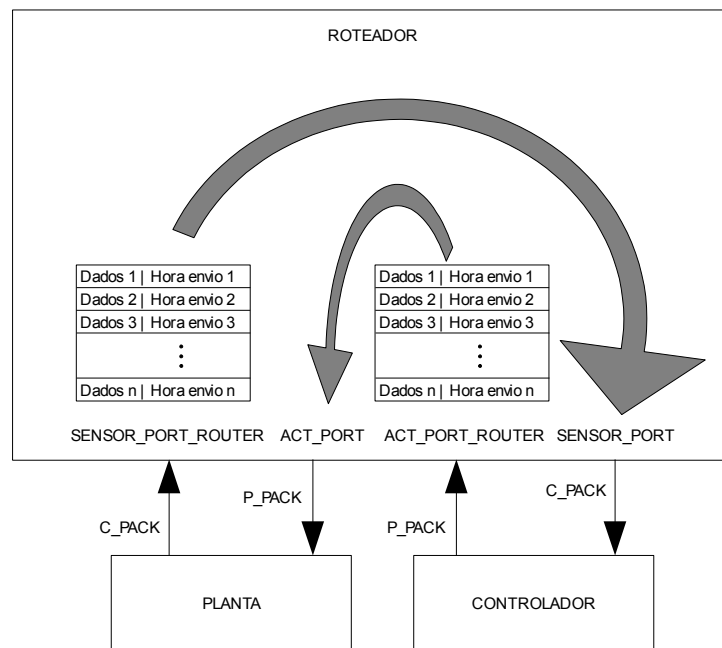 ROTEADOR
Dados 1 | Hora envio 1
Dados 2 | Hora envio 2
Dados 3 | Hora envio 3
Dados n | Hora envio n
Dados 1 | Hora envio 1
Dados 2 | Hora envio 2
Dados 3 | Hora envio 3
Dados n | Hora envio n
SENSOR_PORT_ROUTER ACT_PORT ACT_PORT_ROUTER SENSOR_PORT
C_PACK
P_PACK
P_PACK
C_PACK
PLANTA
CONTROLADOR